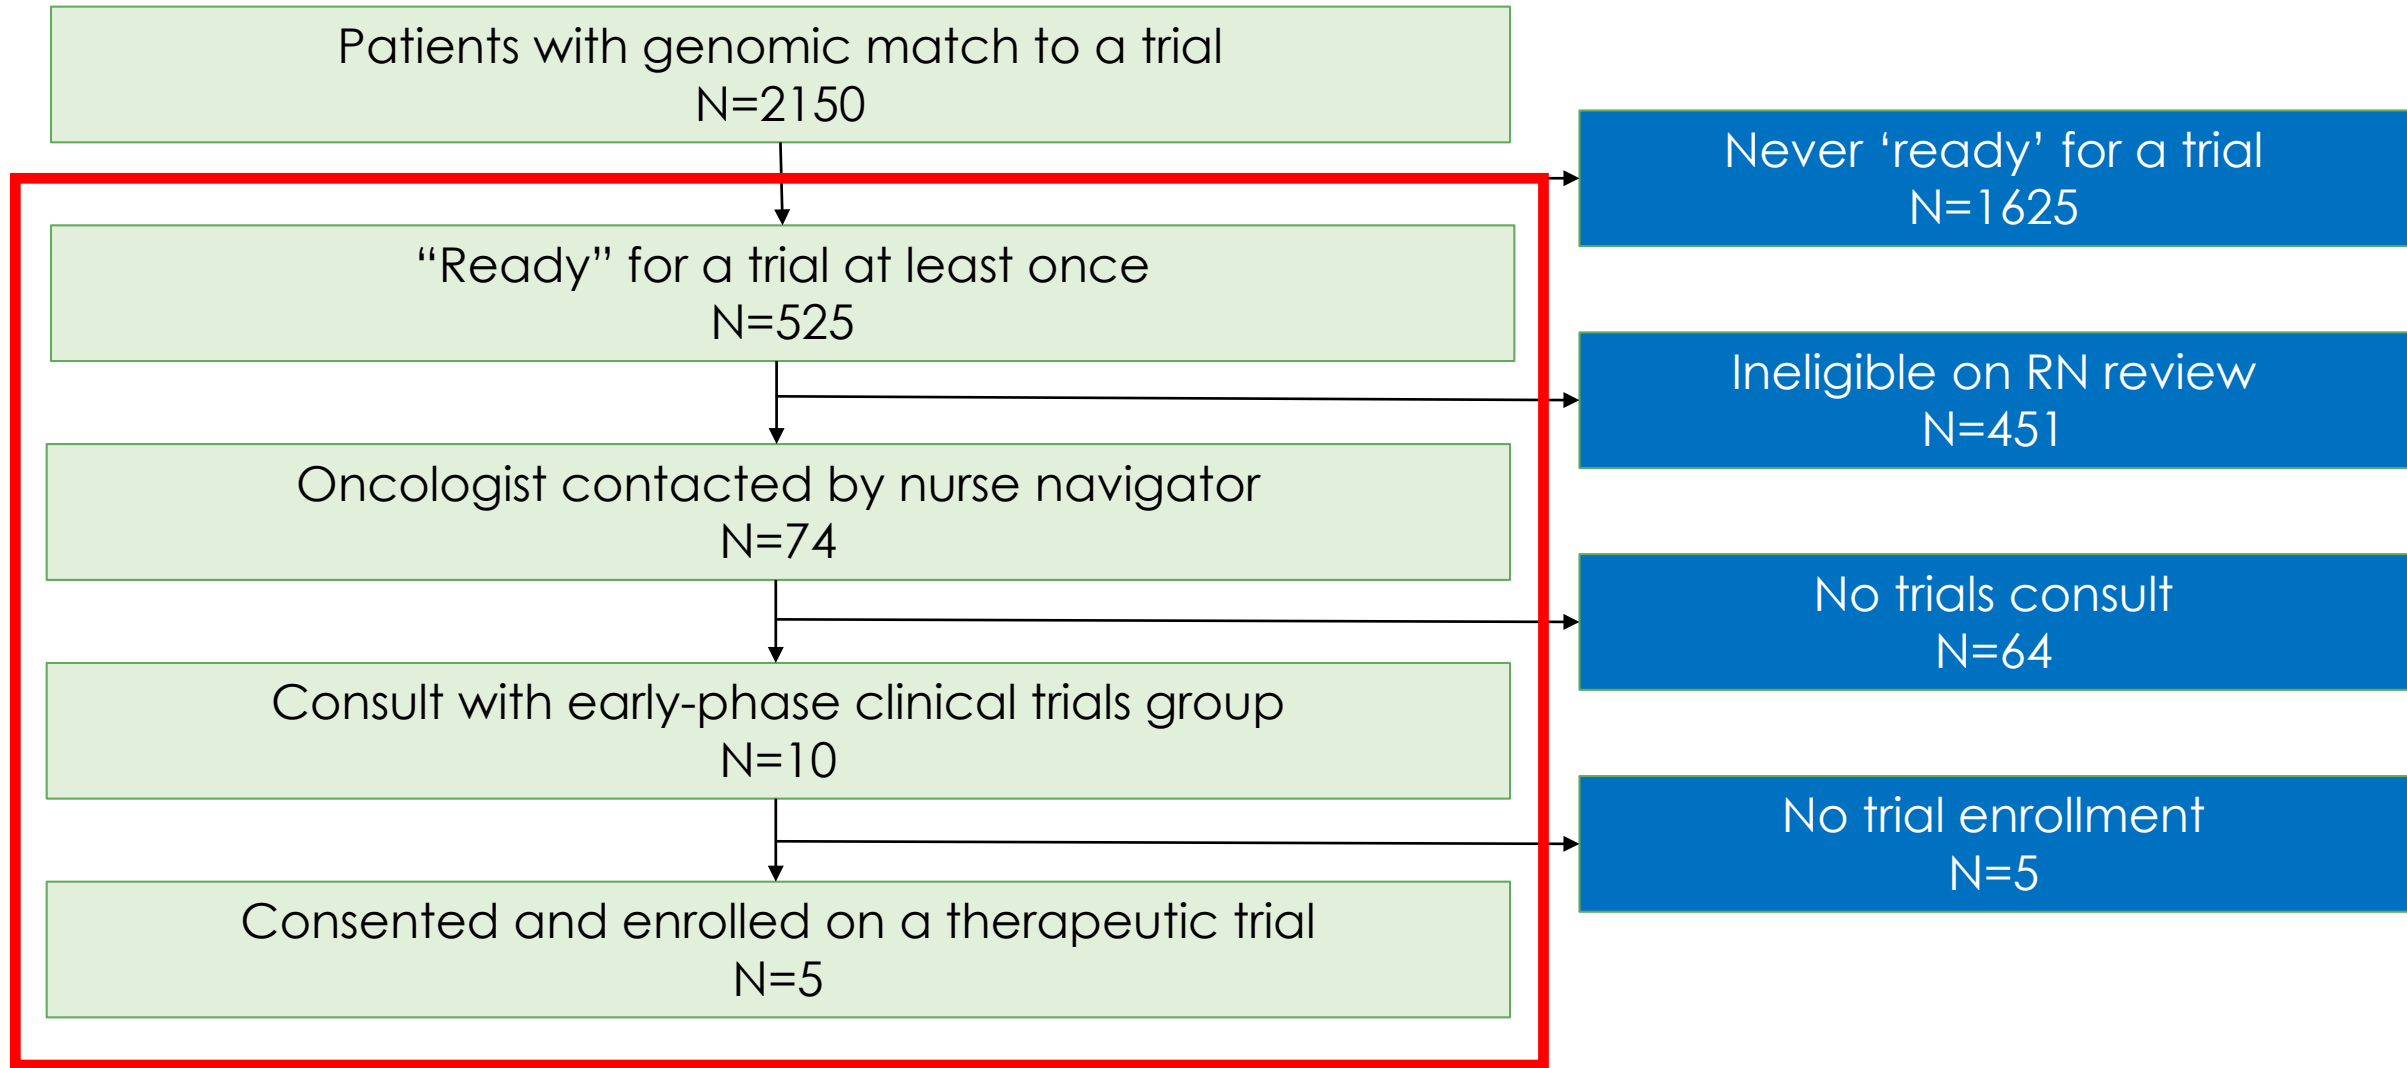 Patients with genomic match to a trial
N=2150
Never ‘ready’ for a trial
N=1625
“Ready” for a trial at least once
N=525
Ineligible on RN review
N=451
Oncologist contacted by nurse navigator
N=74
No trials consult
N=64
Consult with early-phase clinical trials group
N=10
No trial enrollment
N=5
Consented and enrolled on a therapeutic trial
N=5